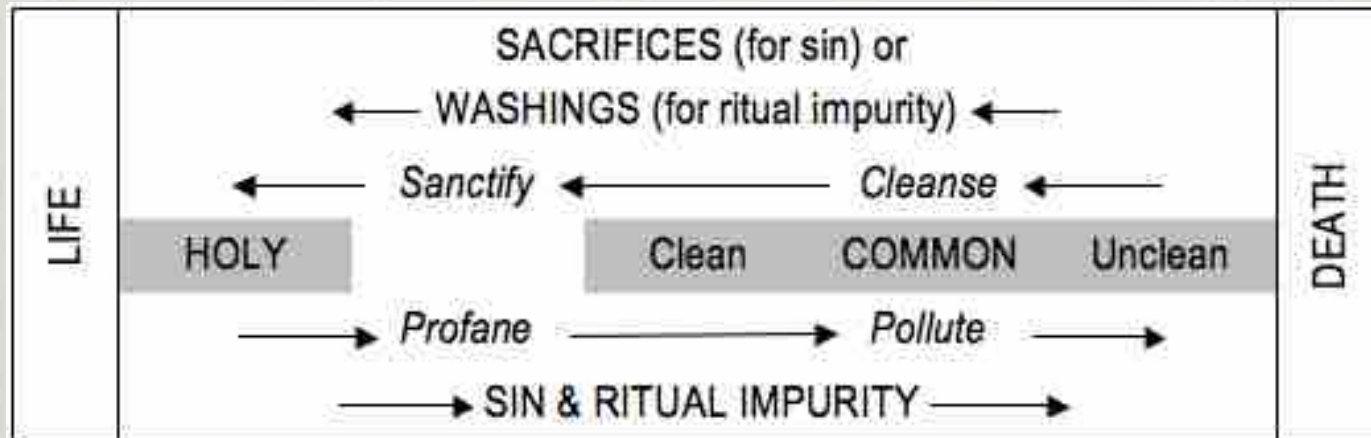 SACRIFICES (for sin) or
WASHINGS (for ritual impurity)
Sanctify Cleanse
LIFE
HOLY Clean COMMON Unclean
DEATH
Profane Pollute
SIN & RITUAL IMPURITY